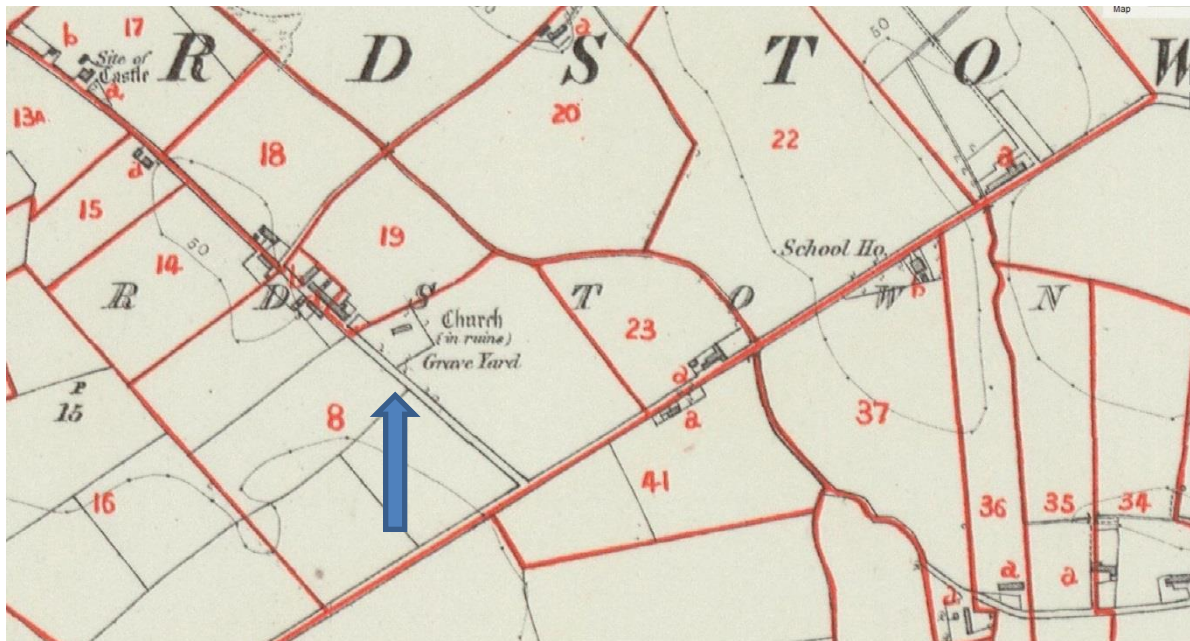 Map
17
b
Site of
Castle
a
R D S T O W
a
20
13A
18
22
a
a
15
50
50
19
14
School Ho.
b
R D S T O W N
Church
(in ruins)
Grave Yard
23
a
a
P
15
8
37
41
16
36
35
34
a
a
a